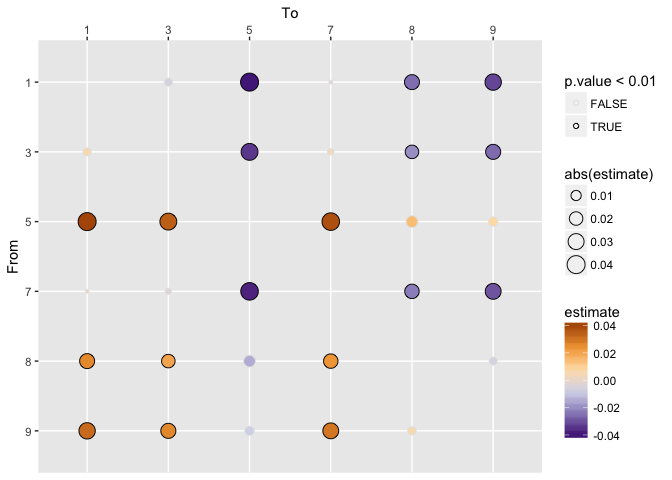 To
1 3 5 7 8 9
From
1
3
5
7
8
9
p.value < 0.01
FALSE
TRUE
abs(estimate)
0.01
0.02
0.03
0.04
estimate
0.04
0.02
0.00
-0.02
-0.04